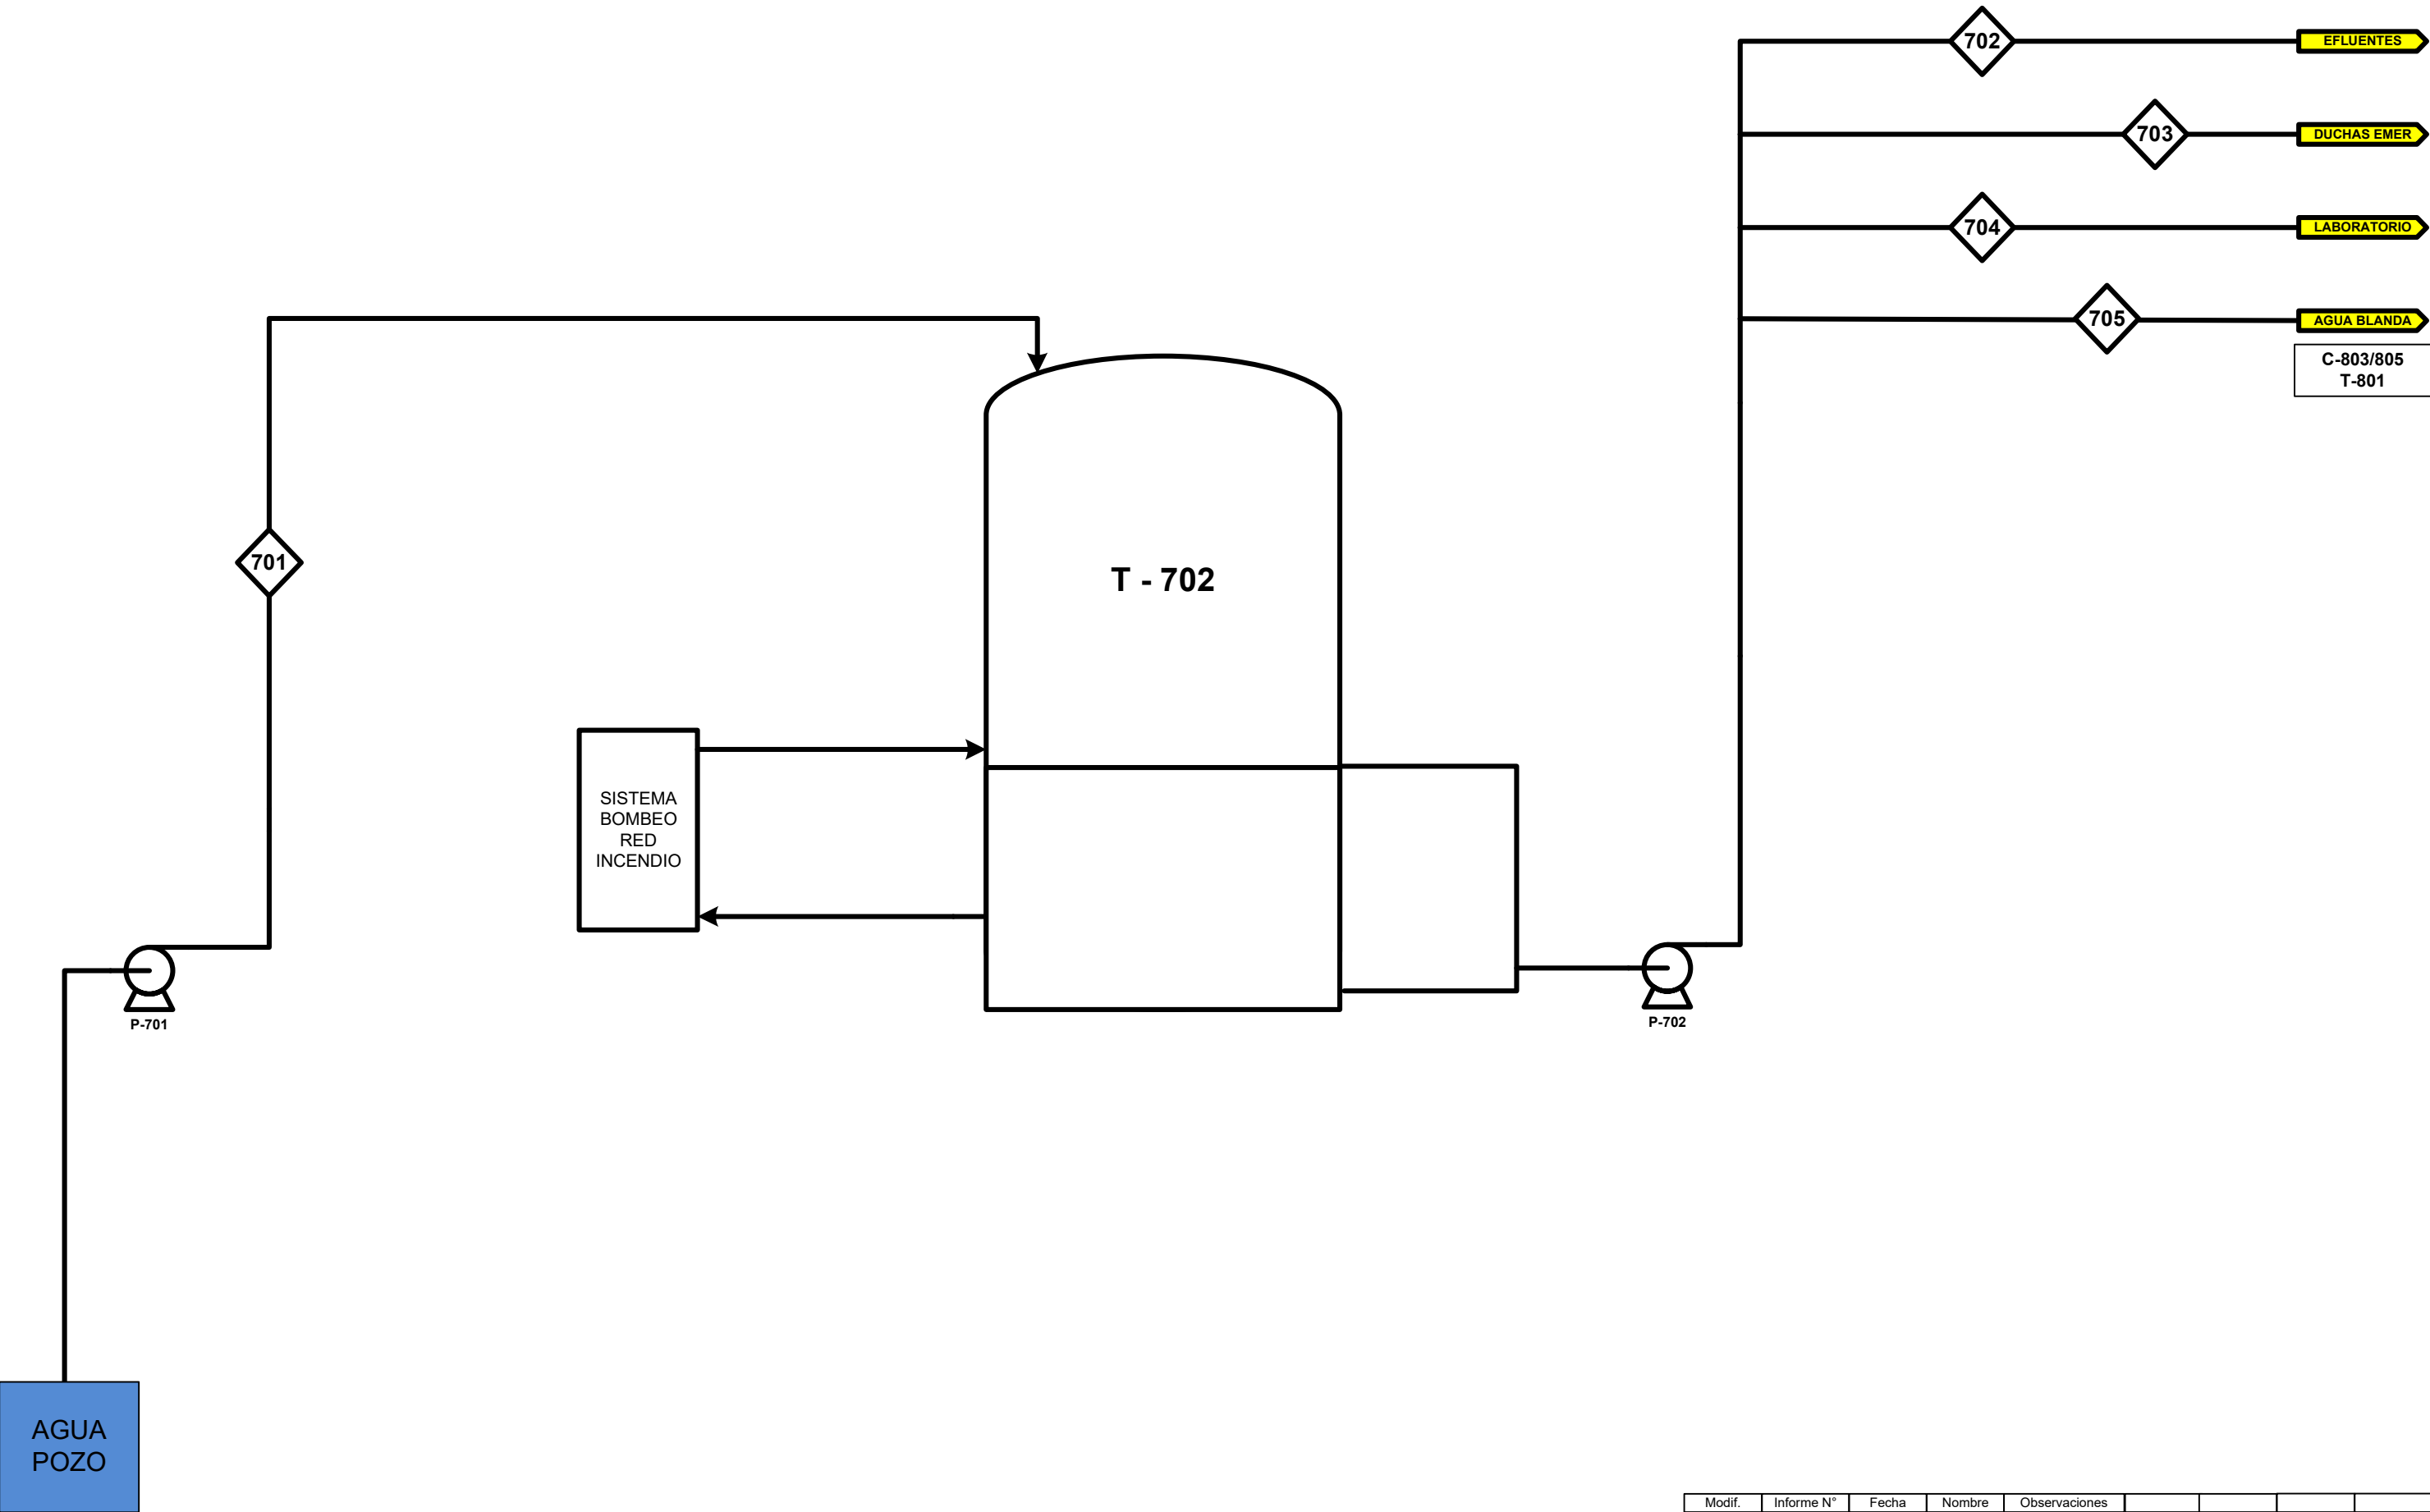 702
EFLUENTES
703
DUCHAS EMER
704
LABORATORIO
705
AGUA BLANDA
C-803/805
T-801
701
T - 702
SISTEMA
BOMBEO
RED
INCENDIO
P-701
P-702
AGUA
POZO
Modif. Informe N° Fecha Nombre Observaciones